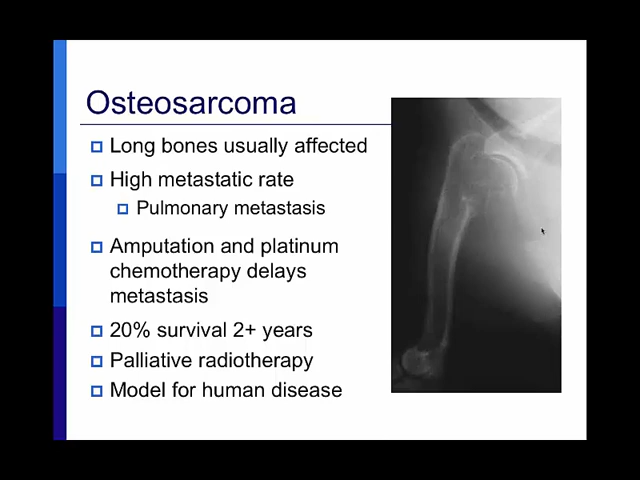 Osteosarcoma
Long bones usually affected
High metastatic rate
Pulmonary metastasis
Amputation and platinum
chemotherapy delays
metastasis
20% survival 2+ years
Palliative radiotherapy
Model for human disease